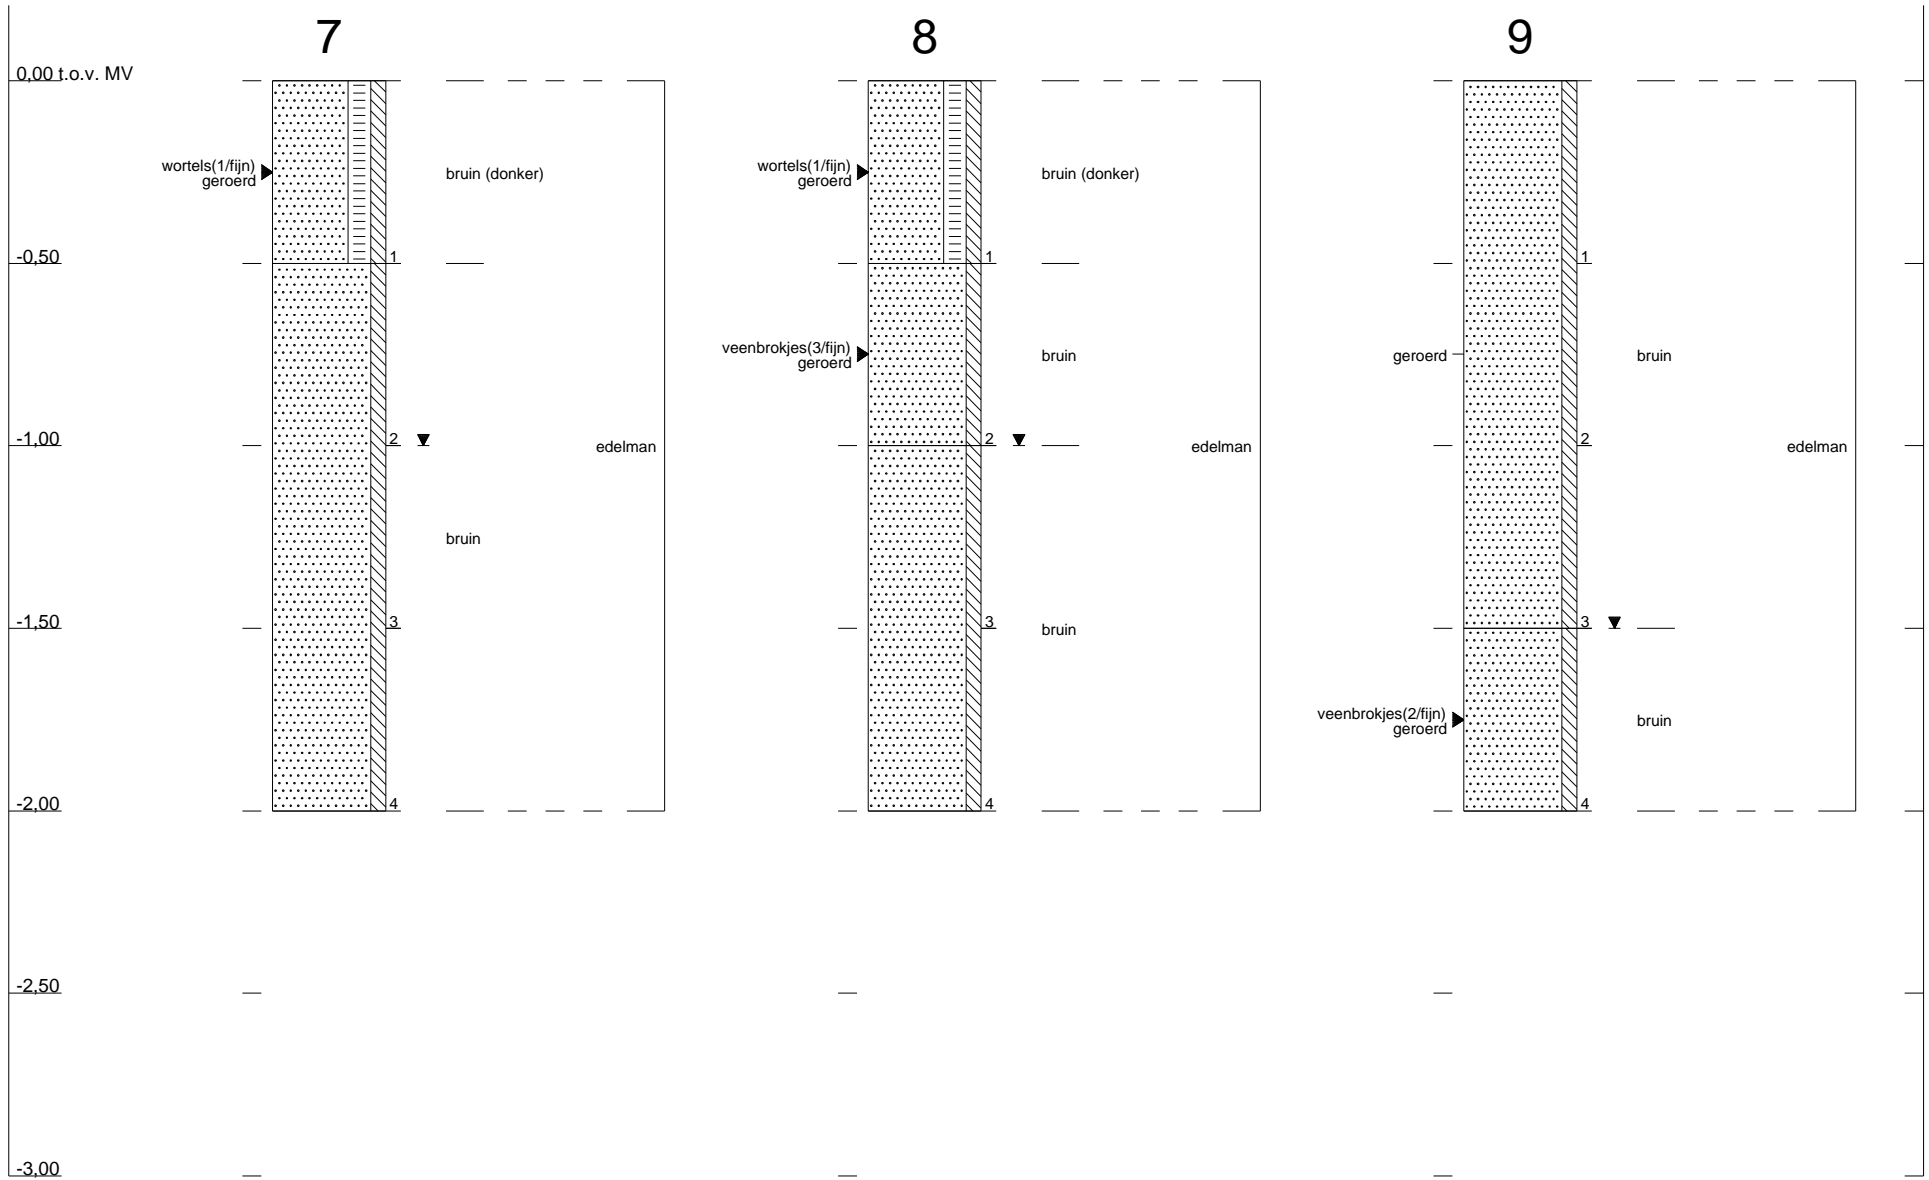 7
8
9
0,00 t.o.v. MV
wortels(1/fijn)
geroerd
bruin (donker)
wortels(1/fijn)
geroerd
bruin (donker)
-0,50
1
1
1
veenbrokjes(3/fijn)
geroerd
bruin
geroerd
bruin
-1,00
2
edelman
2
edelman
2
edelman
bruin
-1,50
3
3
bruin
3
veenbrokjes(2/fijn)
geroerd
bruin
-2,00
4
4
4
-2,50
-3,00